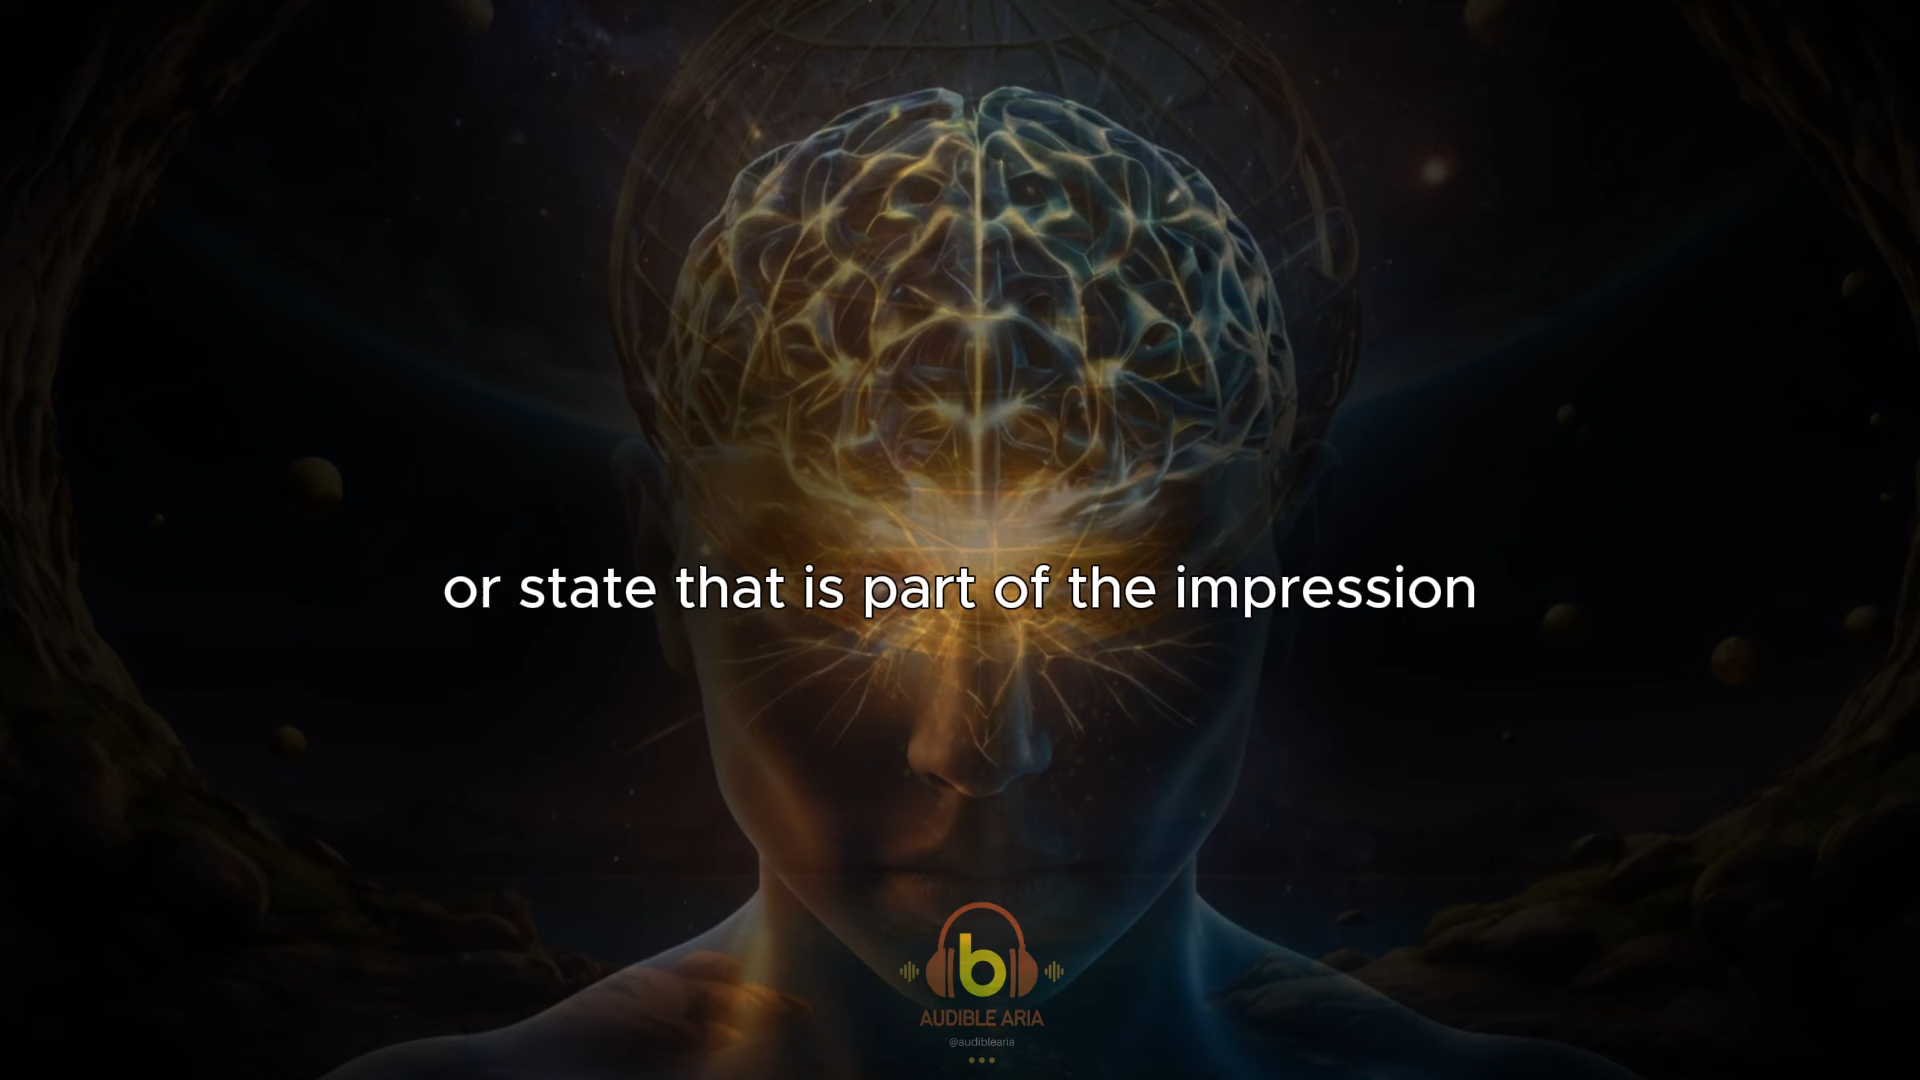 or state that is part of the impression
b
AUDIBLE ARIA
@audiblearia